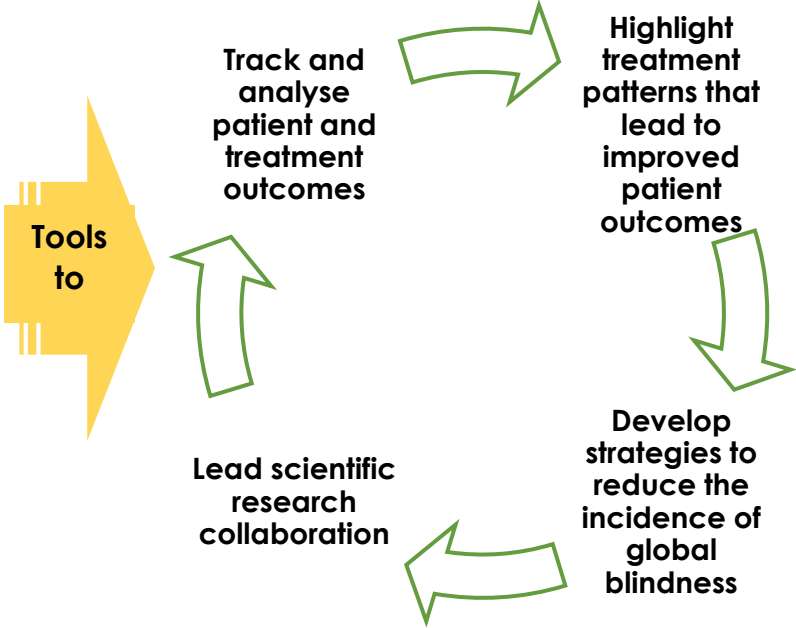 Tools
to
Track and
analyse
patient and
treatment
outcomes
Highlight
treatment
patterns that
lead to
improved
patient
outcomes
Develop
strategies to
reduce the
incidence of
global
blindness
Lead scientific
research
collaboration